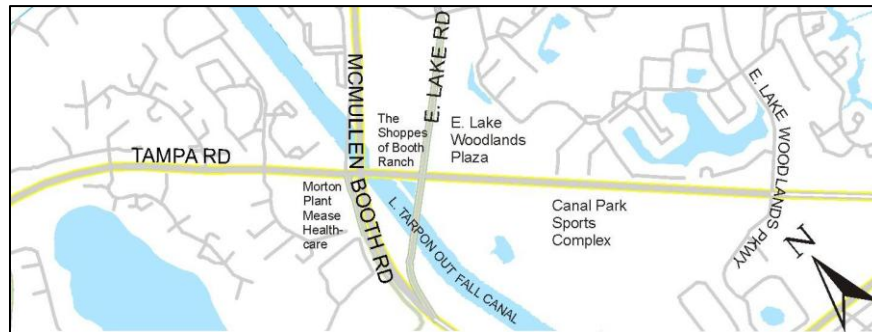 MCMULLEN BOOTH RD
E. LAKE RD
The
Shoppes
of Booth
Ranch
E. Lake
Woodlands
Plaza
E. LAKE WOODLANDS PKWY
TAMPA RD
Morton
Plant
Mease
Health-
care
L. TARPON OUT FALL CANAL
Canal Park
Sports
Complex
N